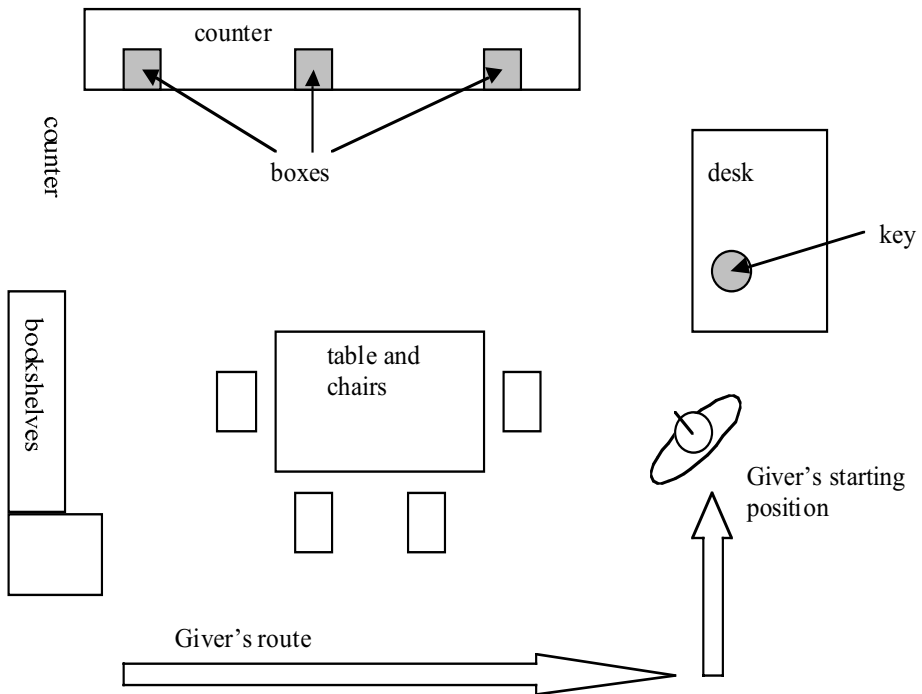 counter
boxes
counter
desk
key
bookshelves
table and
chairs
Giver's starting
position
Giver's route